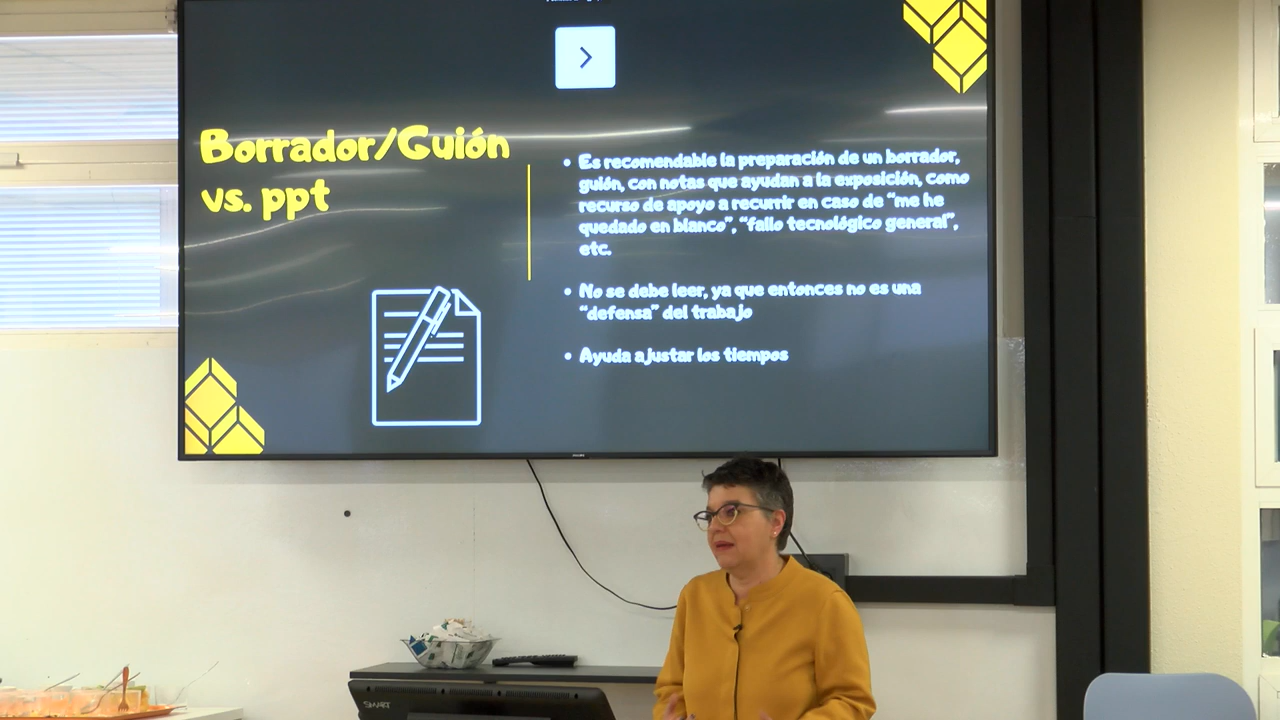 Borrador/Guión
vs. ppt
• Es recomendable la preparación de un borrador,
guión, con notas que ayudan a la exposición, como
recurso de apoyo a recurrir en caso de “me he
quedado en blanco”, “fallo tecnológico general”,
etc.
• No se debe leer, ya que entonces no es una
“defensa” del trabajo
• Ayuda ajustar los tiempos
SMART